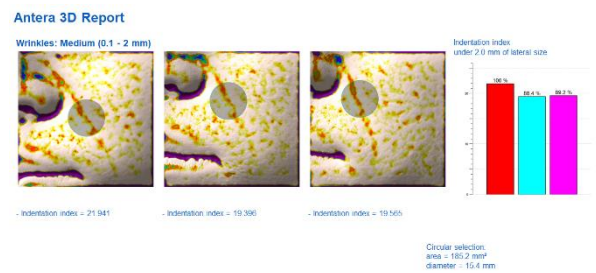 Antera 3D Report
Wrinkles: Medium (0.1 - 2 mm)
Indentation index
under 2.0 mm of lateral size
100 %
88.4 %
89.2 %
- Indentation index = 21.941
- Indentation index = 19.396
- Indentation index = 19.565
Circular selection:
area = 185.2 mm²
diameter = 15.4 mm